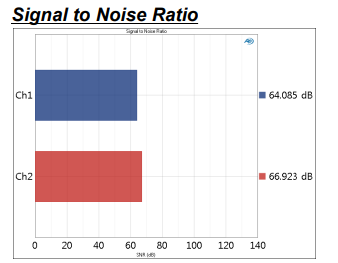 Signal to Noise Ratio
Signal to Noise Ratio
Ch1
64.085 dB
Ch2
66.923 dB
0 20 40 60 80 100 120 140
SNR (dB)